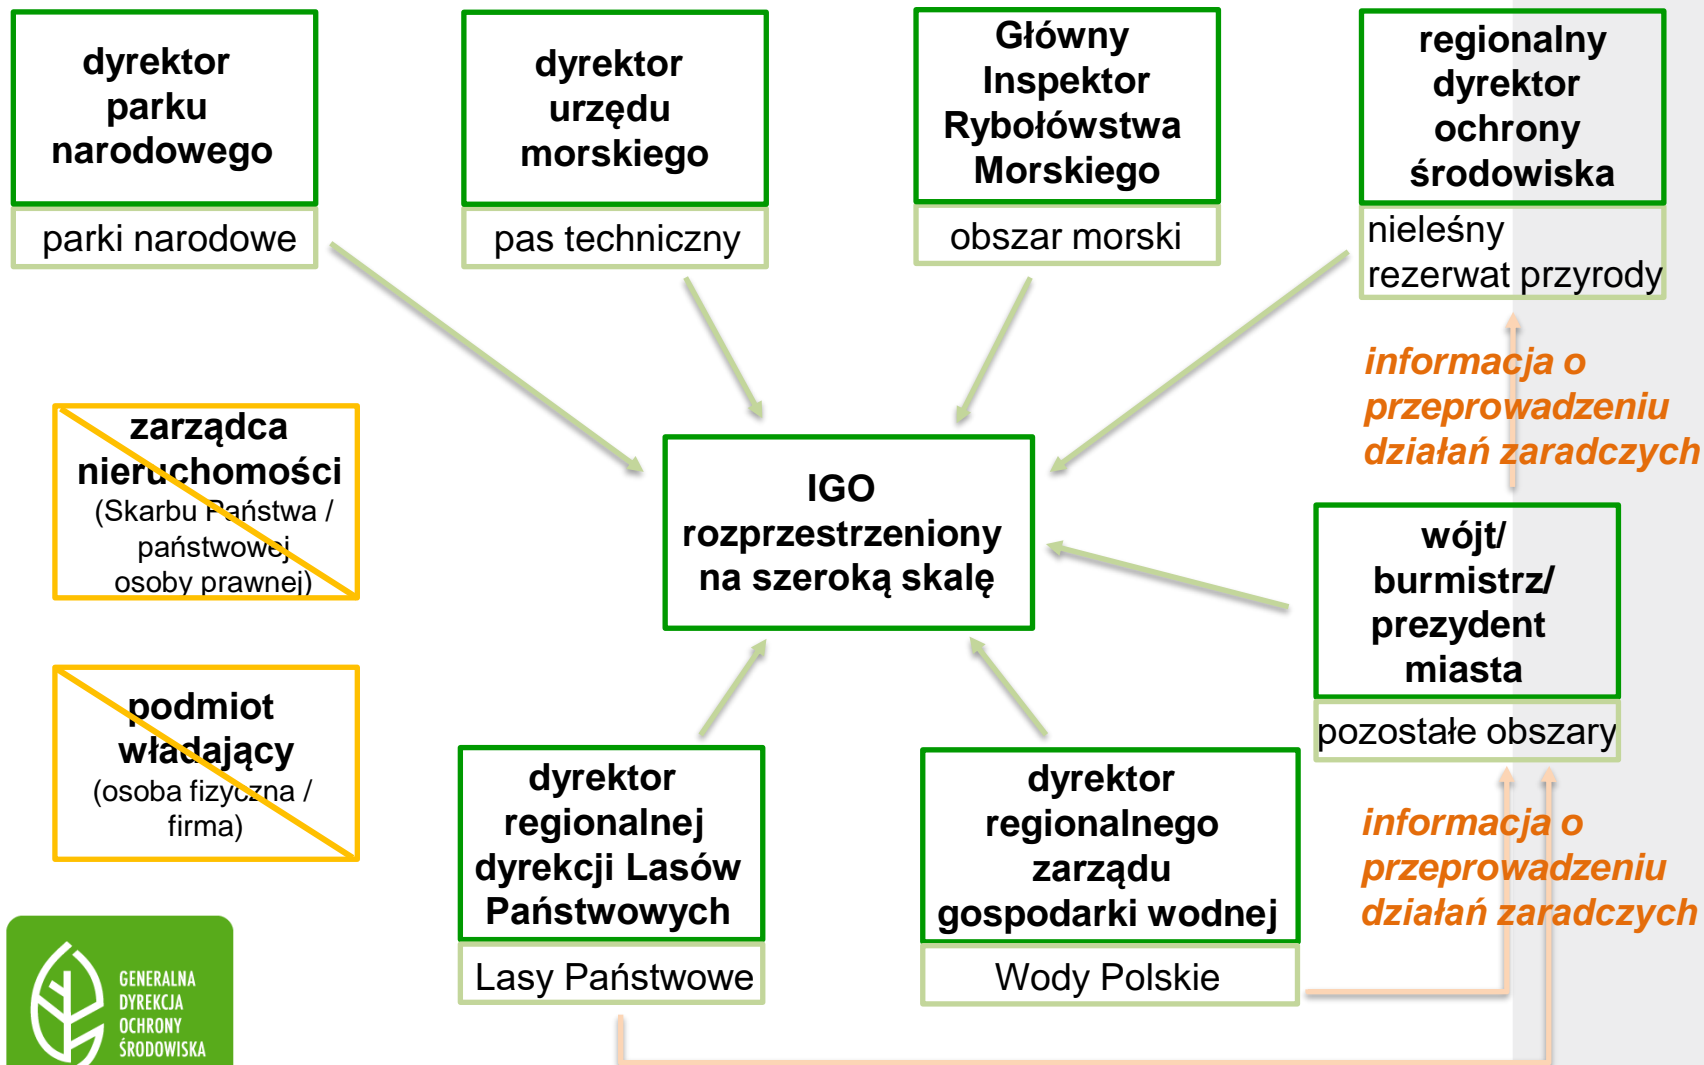 dyrektor
parku
narodowego
parki narodowe
dyrektor
urzędu
morskiego
pas techniczny
Główny
Inspektor
Rybołówstwa
Morskiego
obszar morski
regionalny
dyrektor
ochrony
środowiska
nieleśny
rezerwat przyrody
informacja o
przeprowadzeniu
działań zaradczych
zarządca
nieruchomości
(Skarbu Państwa /
państwowej
osoby prawnej)
IGO
rozprzestrzeniony
na szeroką skalę
wójt/
burmistrz/
prezydent
miasta
pozostałe obszary
podmiot
władający
(osoba fizyczna /
firma)
dyrektor
regionalnej
dyrekcji Lasów
Państwowych
Lasy Państwowe
dyrektor
regionalnego
zarządu
gospodarki wodnej
Wody Polskie
informacja o
przeprowadzeniu
działań zaradczych
GENERALNA
DYREKCJA
OCHRONY
ŚRODOWISKA